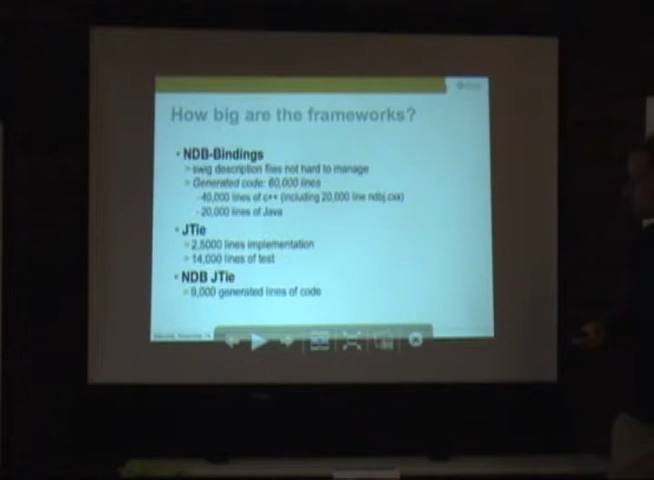 How big are the frameworks?
• NDB-Bindings
» swig description files not hard to manage
» Generated code: 60,000 lines
-40,000 lines of c++ (including 20,000 line ndbj.cxx)
- 20,000 lines of Java
• JTie
» 2,5000 lines implementation
» 14,000 lines of test
• NDB JTie
» 9,000 generated lines of code